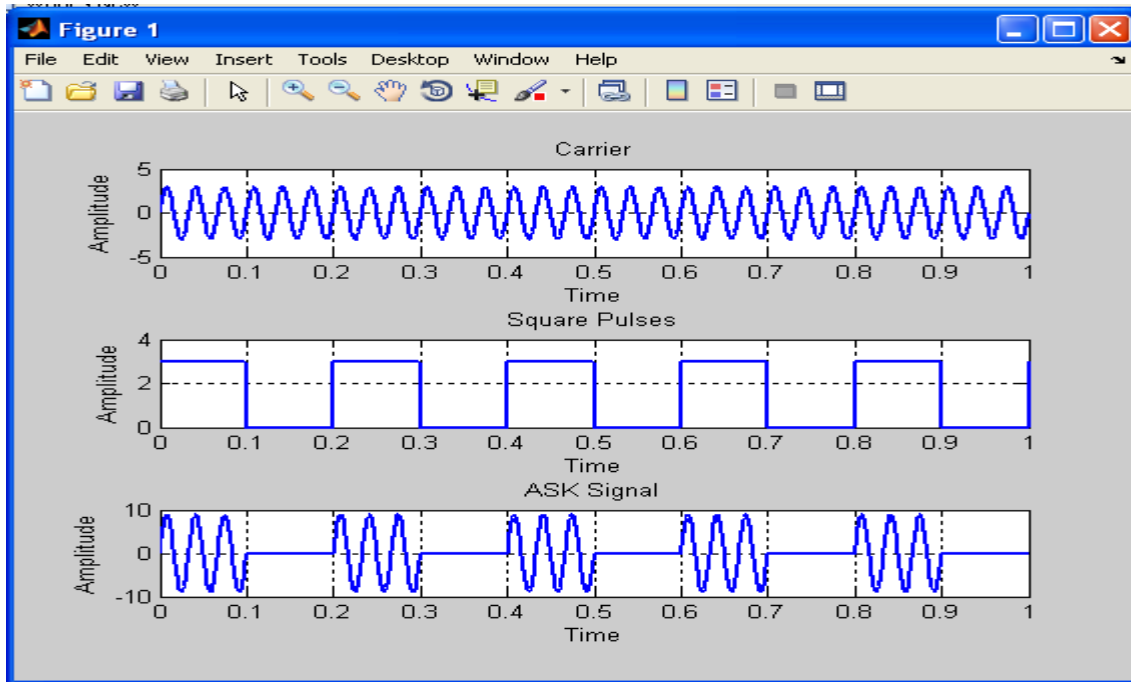 Figure 1
File Edit View Insert Tools Desktop Window Help
Carrier
Amplitude
5
0
-5
0 0.1 0.2 0.3 0.4 0.5 0.6 0.7 0.8 0.9 1
Time
Square Pulses
Amplitude
4
2
0
0 0.1 0.2 0.3 0.4 0.5 0.6 0.7 0.8 0.9 1
Time
ASK Signal
Amplitude
10
0
-10
0 0.1 0.2 0.3 0.4 0.5 0.6 0.7 0.8 0.9 1
Time